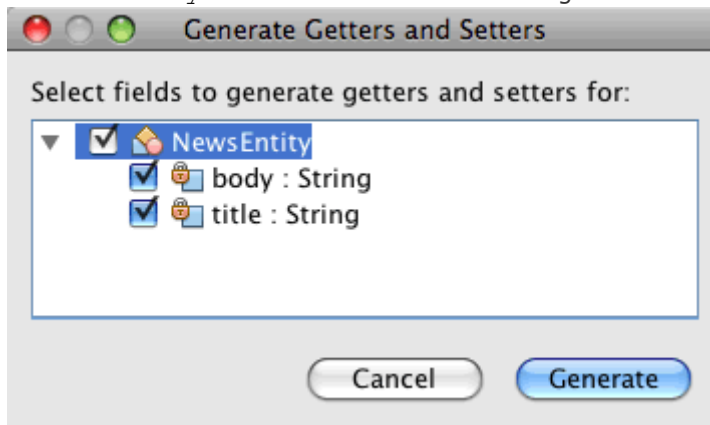 Generate Getters and Setters
Select fields to generate getters and setters for:
NewsEntity
body : String
title : String
Cancel Generate